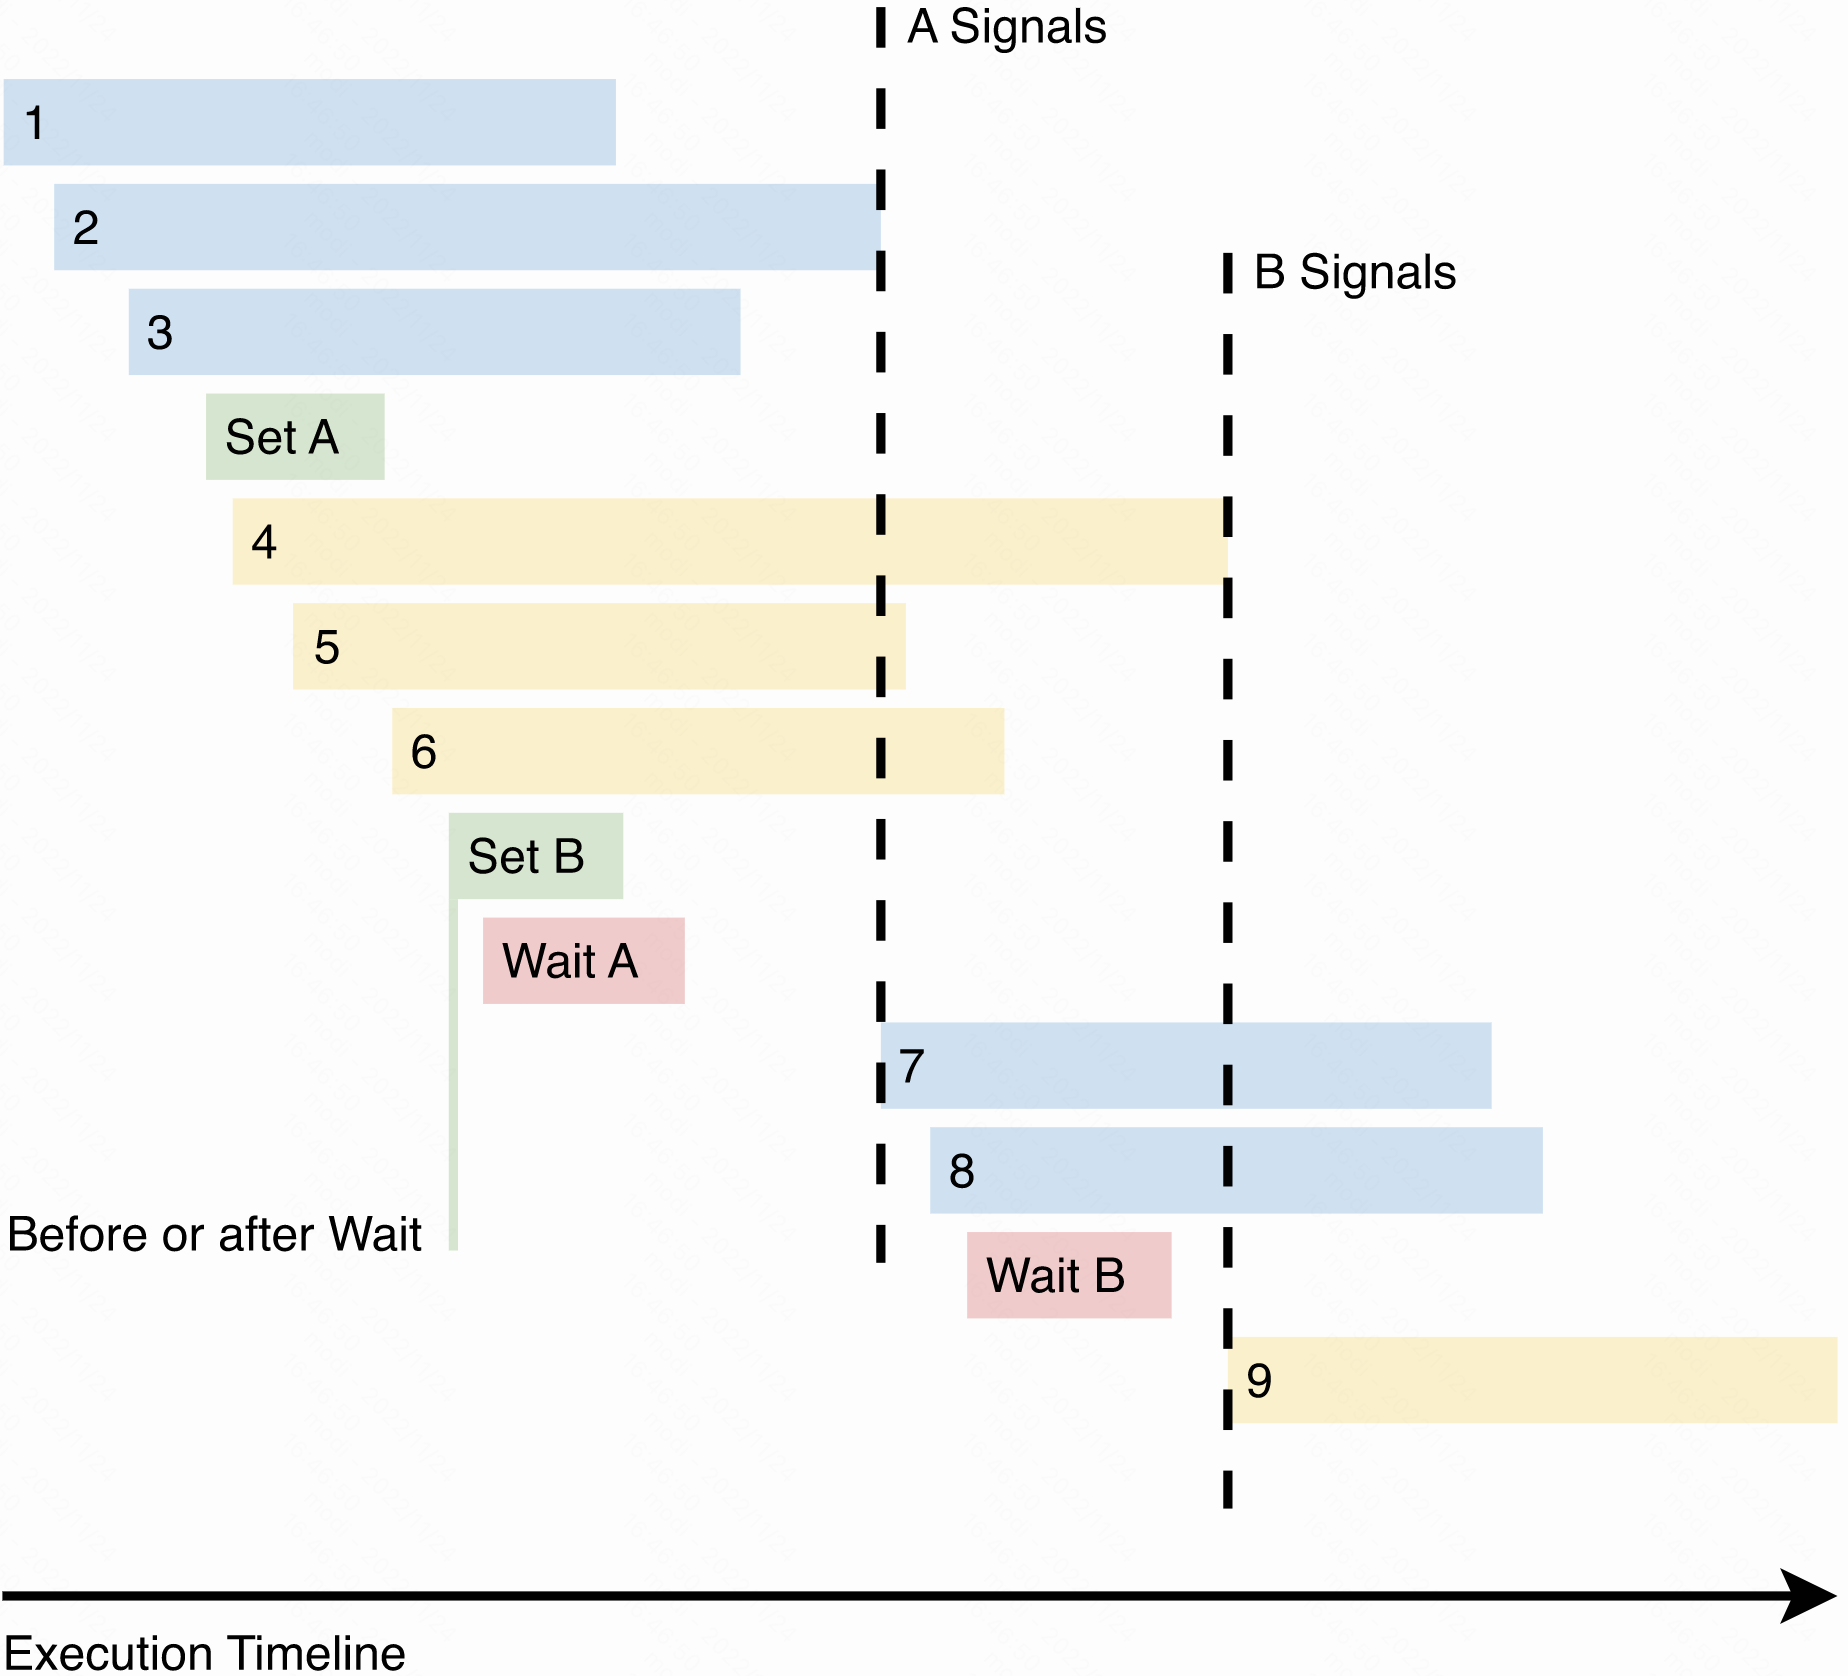 A Signals
1
2
B Signals
3
Set A
4
5
6
Set B
Wait A
7
8
Before or after Wait
Wait B
9
Execution Timeline